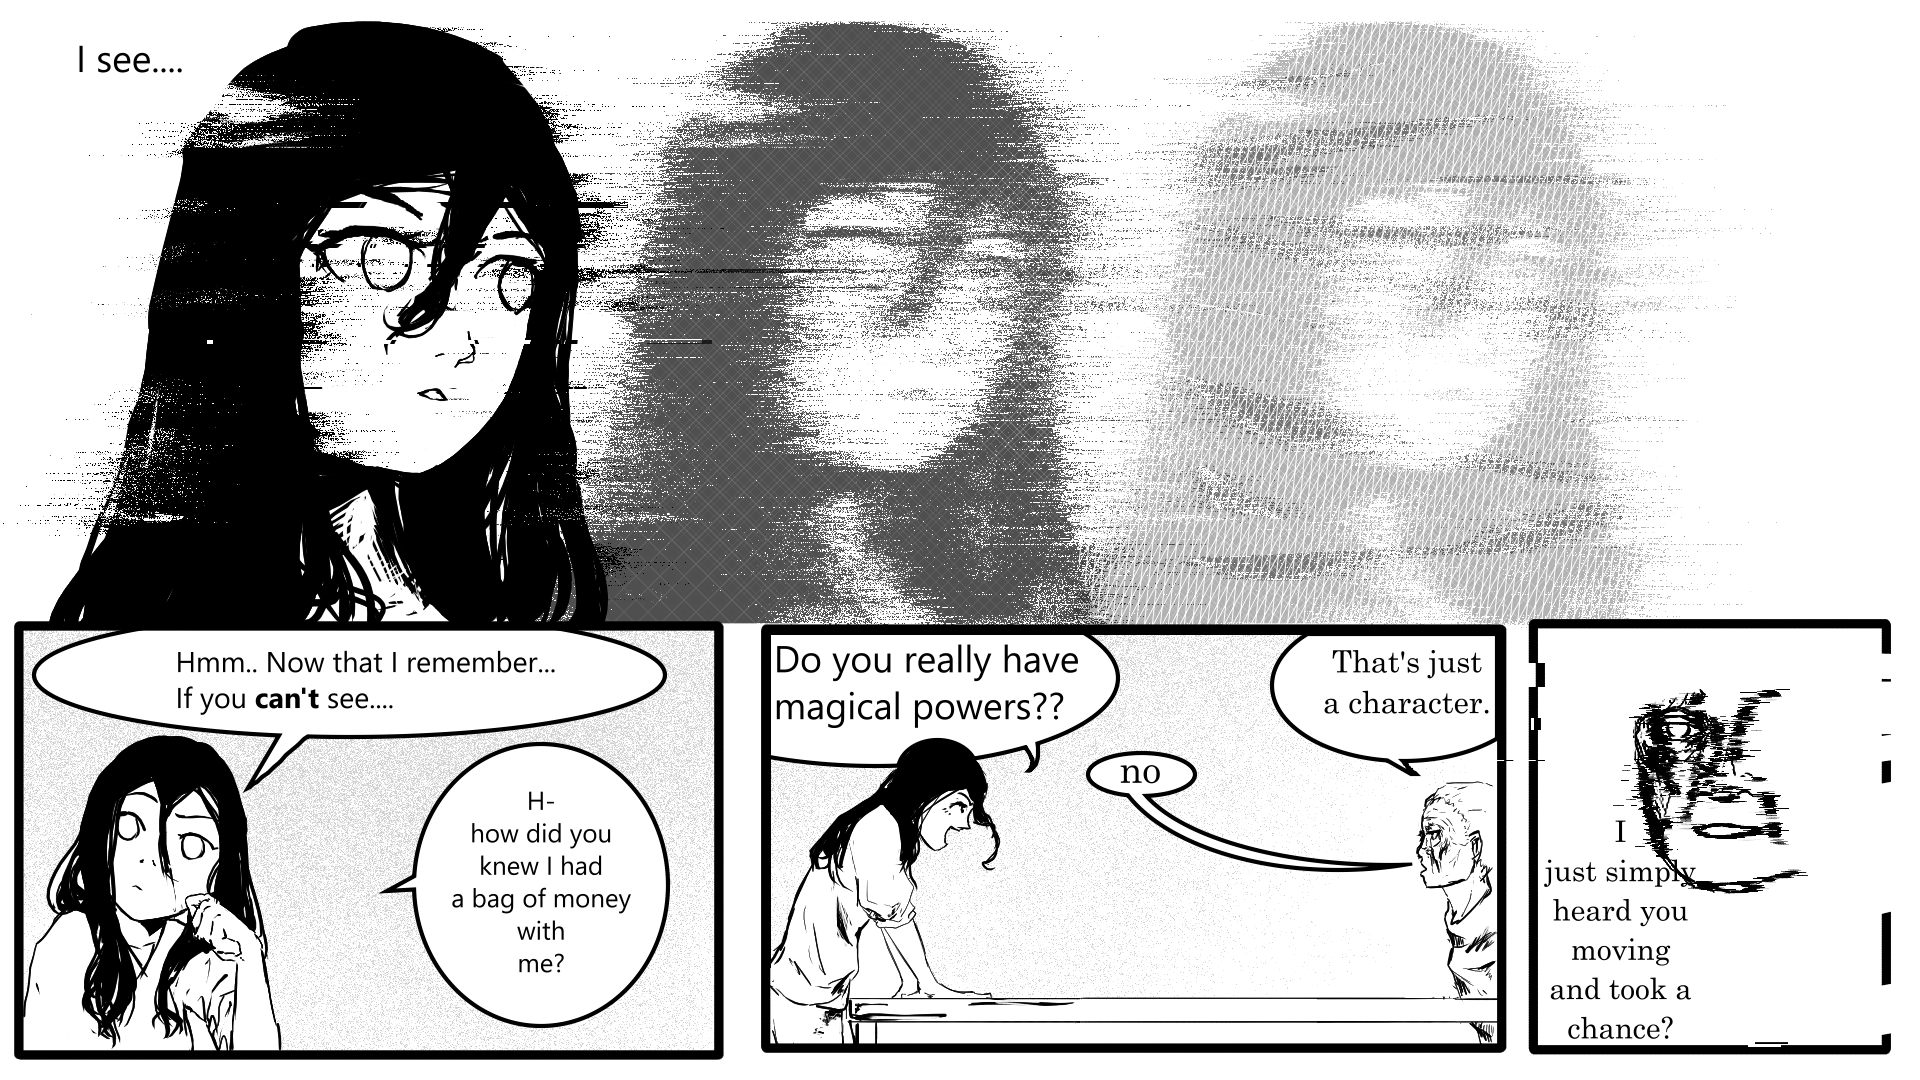 I see....
Hmm.. Now that I remember...
If you can't see....
H-
how did you
knew I had
a bag of money
with
me?
Do you really have
magical powers??
That's just
a character.
no
I
just simply
heard you
moving
and took a
chance?